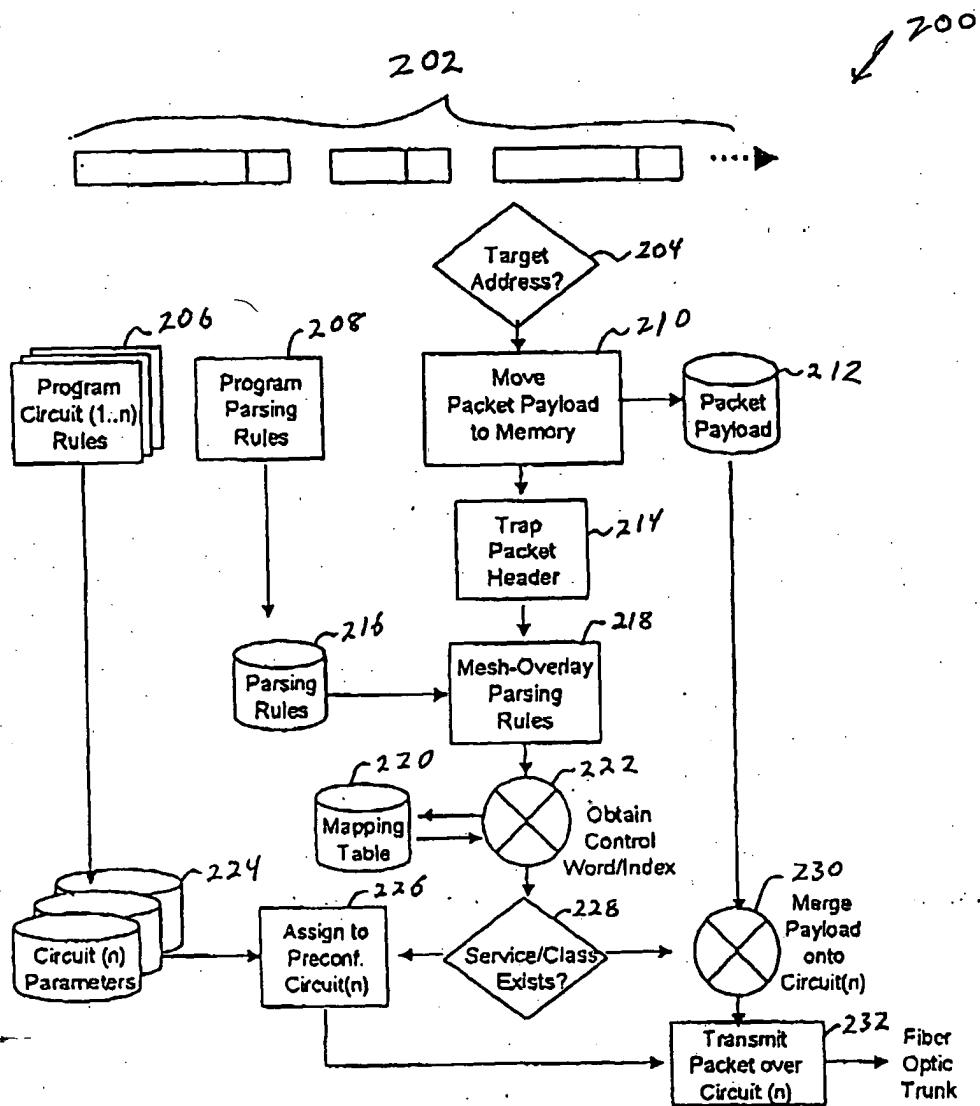 200
202
Target
Address?
204
206
208
210
212
Program
Circuit (1..n)
Rules
Program
Parsing
Rules
Move
Packet Payload
to Memory
Packet
Payload
Trap
Packet
Header
214
216
218
Parsing
Rules
Mesh-Overlay
Parsing
Rules
220
222
Mapping
Table
Obtain
Control
Word/Index
224
226
228
230
Circuit (n)
Parameters
Assign to
Preconf.
Circuit(n)
Service/Class
Exists?
Merge
Payload
onto
Circuit(n)
232
Transmit
Packet over
Circuit (n)
Fiber
Optic
Trunk